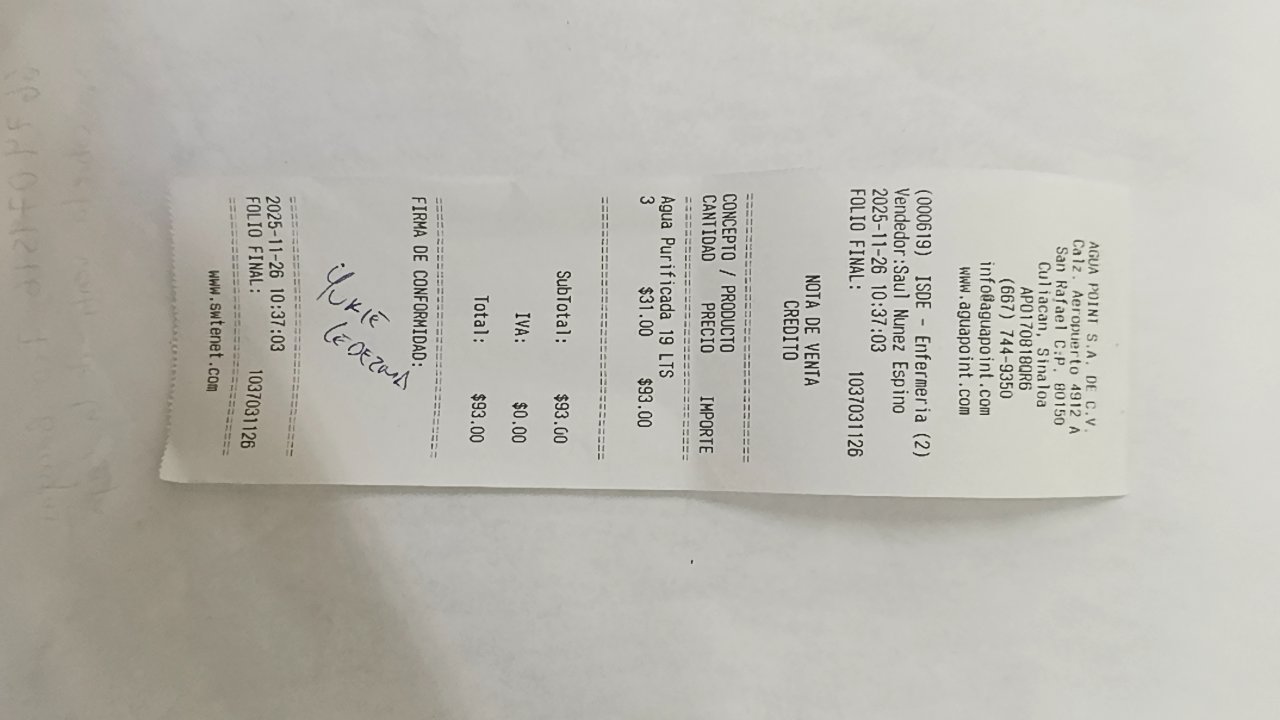 AGUA POINT S.A. DE C.V.
Calz. Aeropuerto 4912 A
San Rafael C.P. 80150
Culiacan, Sinaloa
APO170818QR6
(667) 744-9350
info@aguapoint.com
www.aguapoint.com
(000619) ISDE - Enfermeria (2)
Vendedor:Saul Nunez Espino
2025-11-26 10:37:03
FOLIO FINAL: 1037031126
NOTA DE VENTA
CREDITO
CONCEPTO / PRODUCTO
CANTIDAD PRECIO IMPORTE
Agua Purificada 19 LTS
3 $31.00 $93.00
SubTotal: $93.00
IVA: $0.00
Total: $93.00
FIRMA DE CONFORMIDAD:
YUKIE
LEDEZMA
2025-11-26 10:37:03
FOLIO FINAL: 1037031126
www.swtenet.com